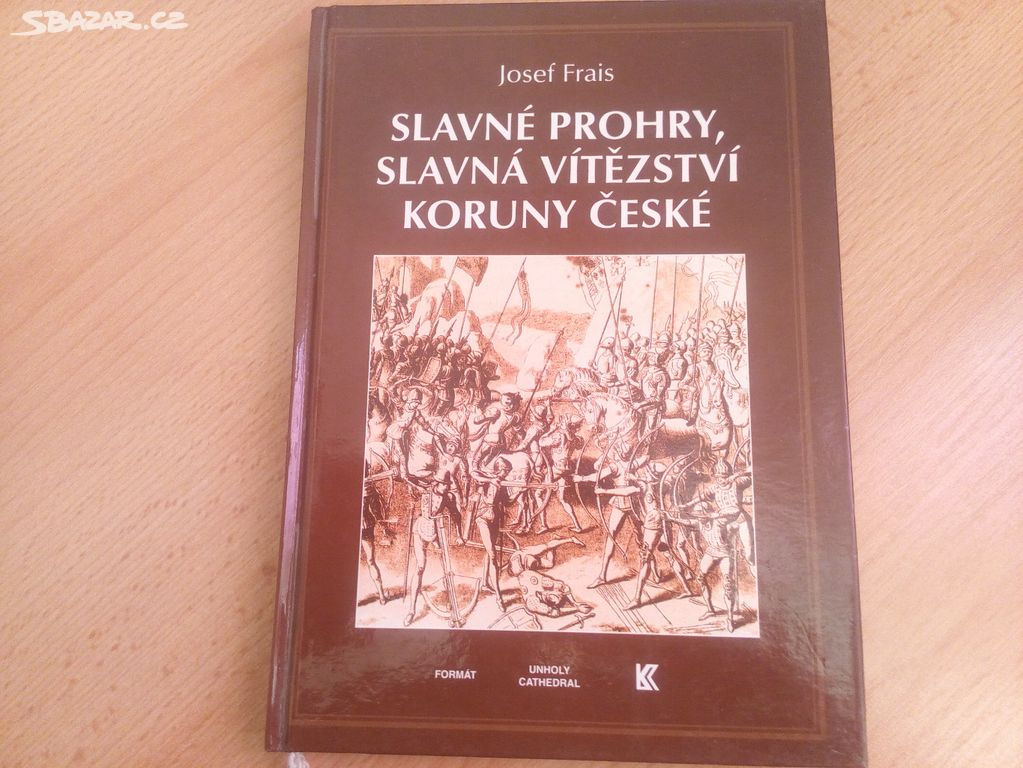 SBAZAR.CZ
Josef Frais
SLAVNÉ PROHRY,
SLAVNÁ VÍTĚZSTVÍ
KORUNY ČESKÉ
FORMÁT
UNHOLY
CATHEDRAL
K